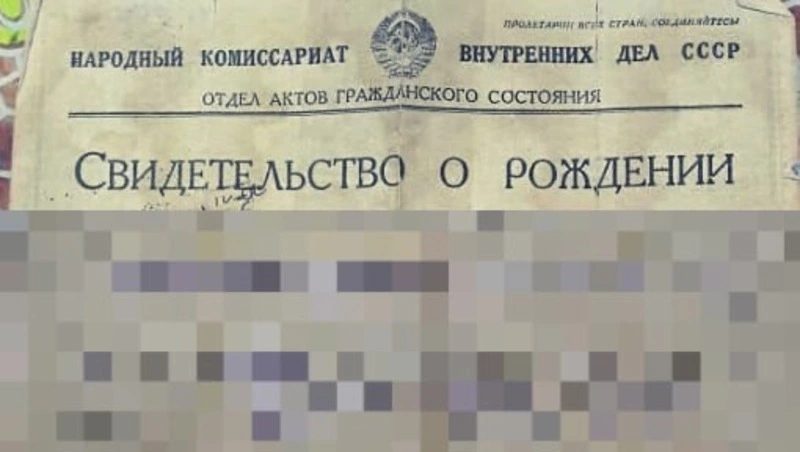 ПРОЛЕТАРИИ ВСЕХ СТРАН, СОЕДИНЯЙТЕСЬ
НАРОДНЫЙ КОМИССАРИАТ ВНУТРЕННИХ ДЕЛ СССР
ОТДЕЛ АКТОВ ГРАЖДАНСКОГО СОСТОЯНИЯ
СВИДЕТЕЛЬСТВО О РОЖДЕНИИ